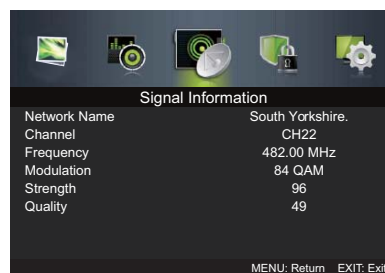 Signal Information
Network Name South Yorkshire.
Channel CH22
Frequency 482.00 MHz
Modulation 84 QAM
Strength 96
Quality 49
MENU: Return EXIT: Exit